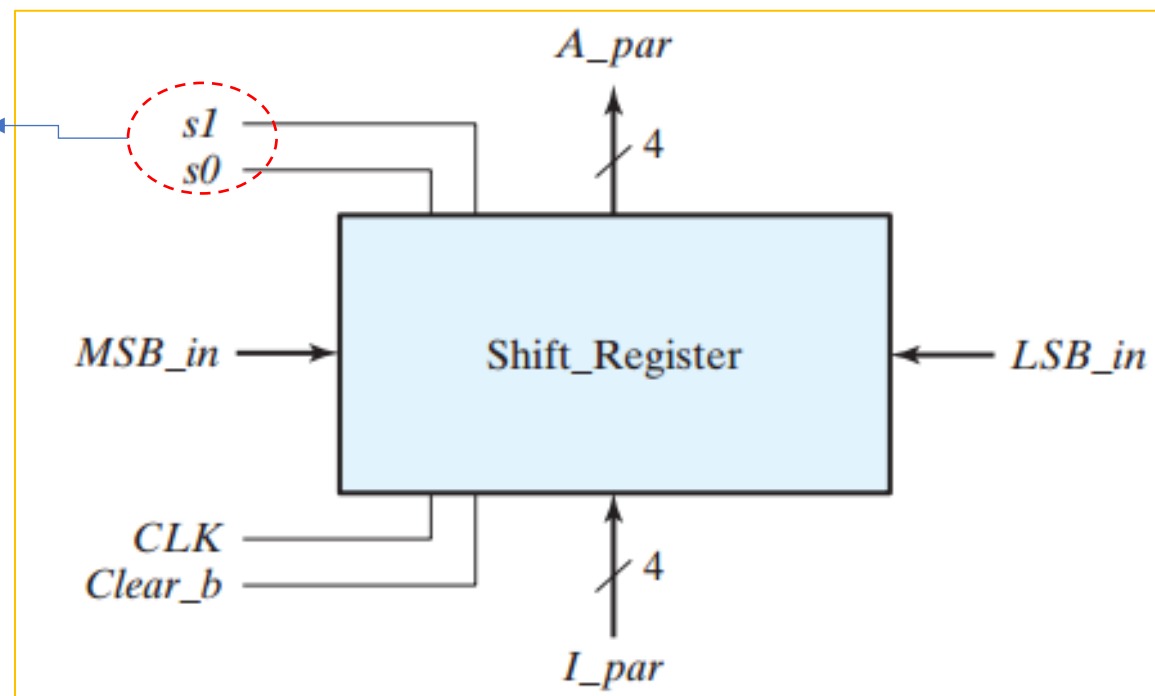 A_par
4
s1
s0
MSB_in
Shift_Register
LSB_in
CLK
Clear_b
4
I_par